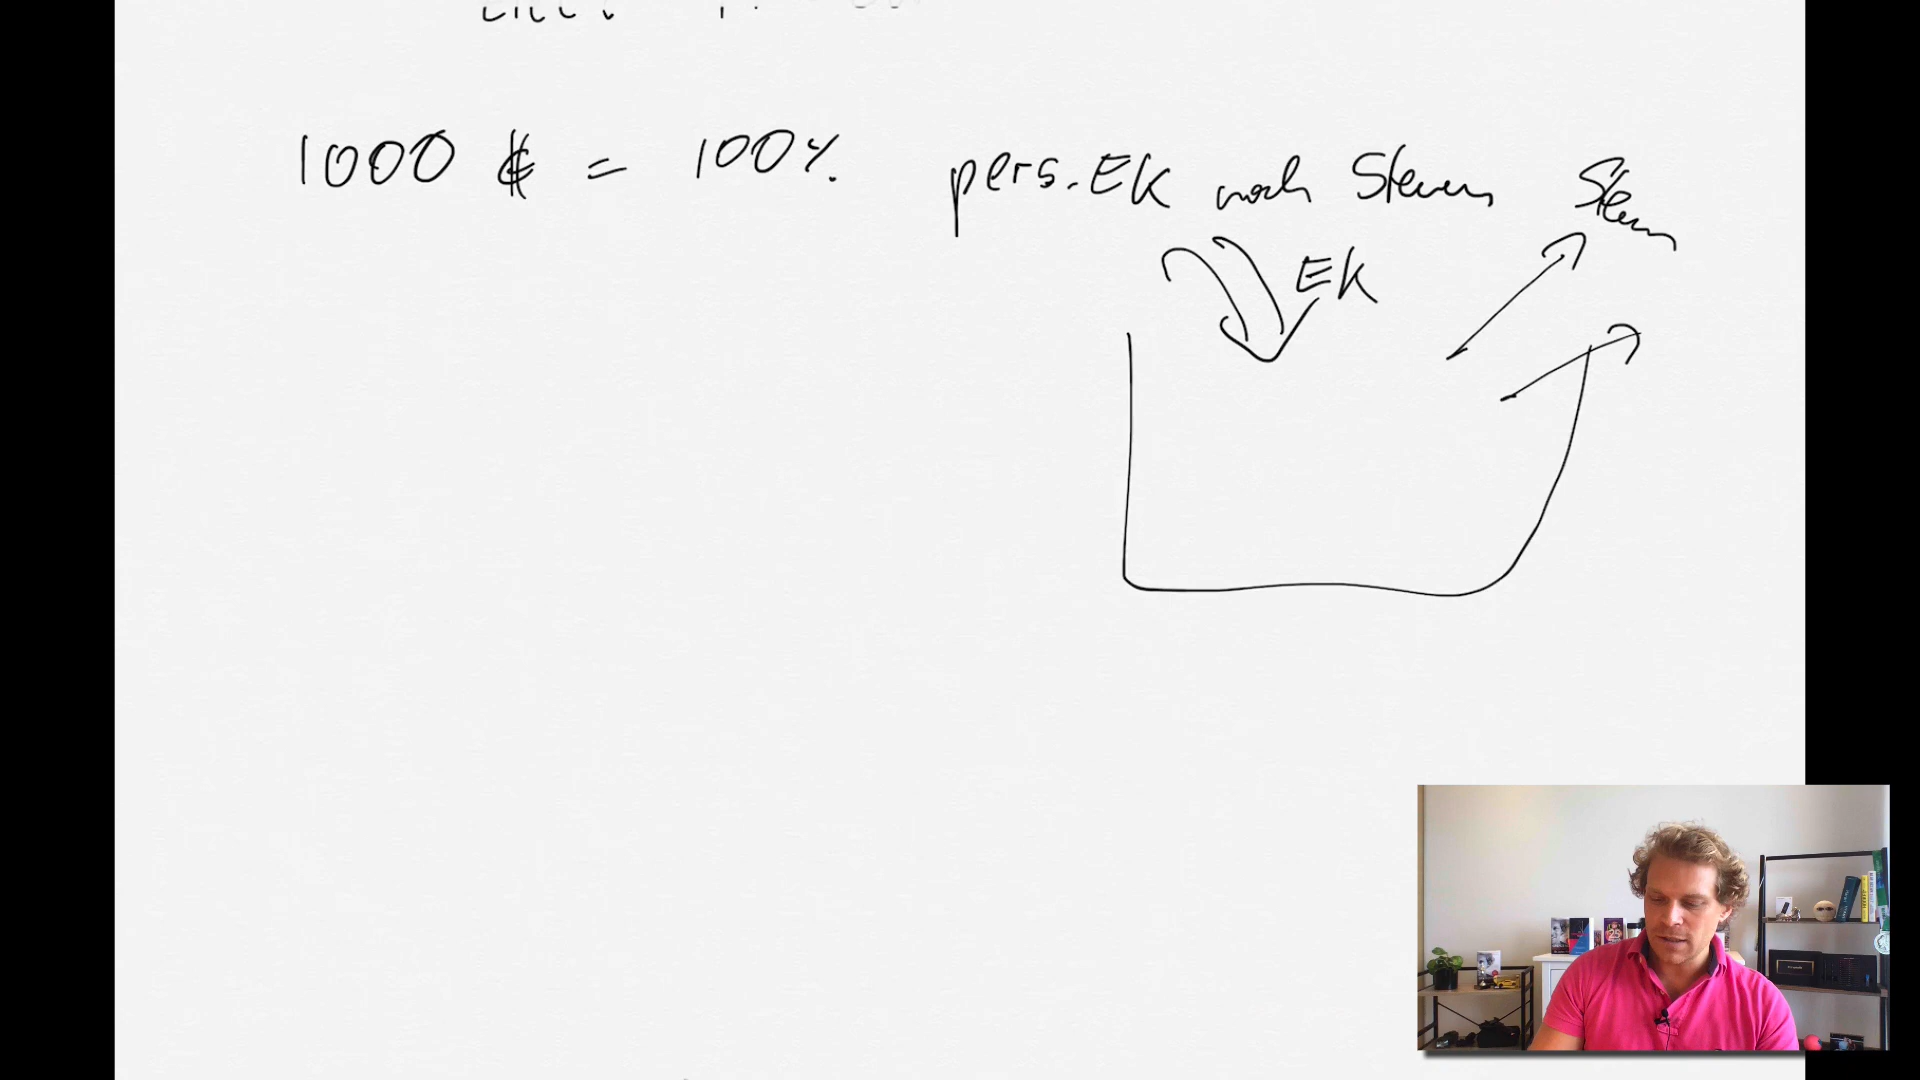 1000 € = 100% pers. EK nach Steuern Steuern
EK